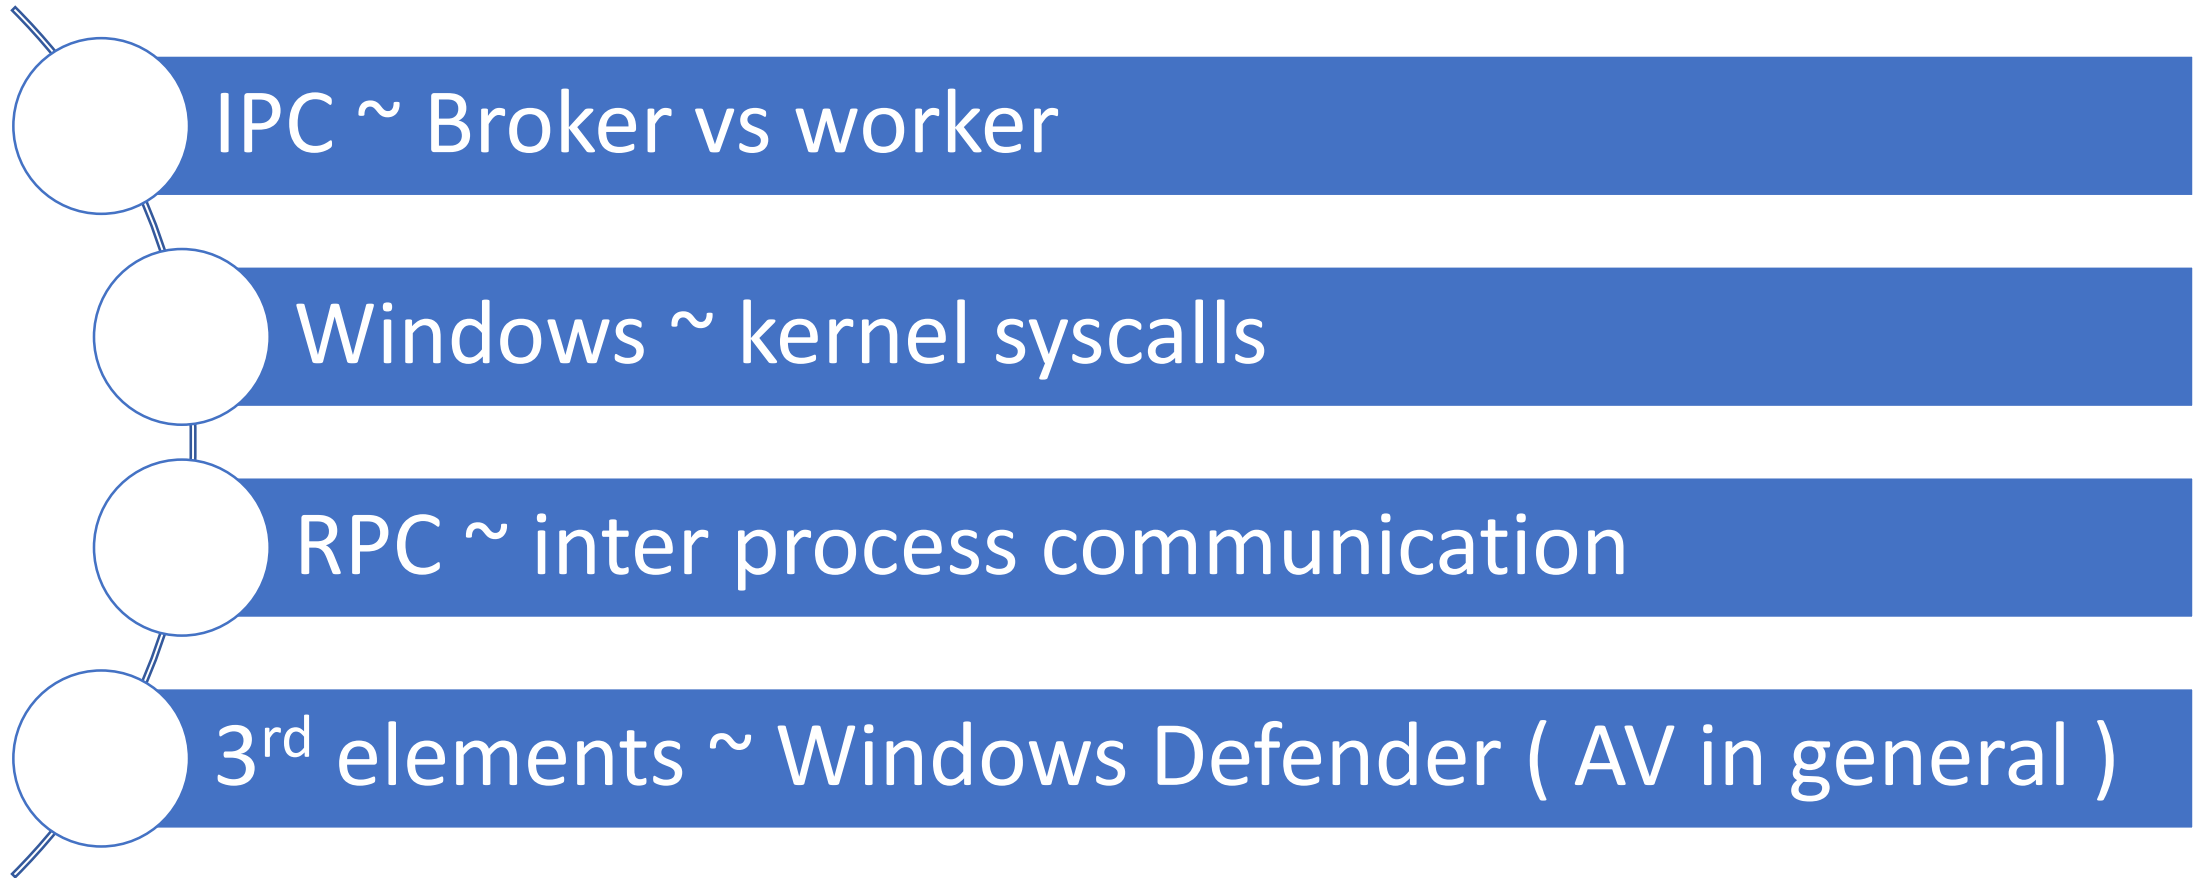 IPC ~ Broker vs worker
Windows ~ kernel syscalls
RPC ~ inter process communication
3rd elements ~ Windows Defender ( AV in general )